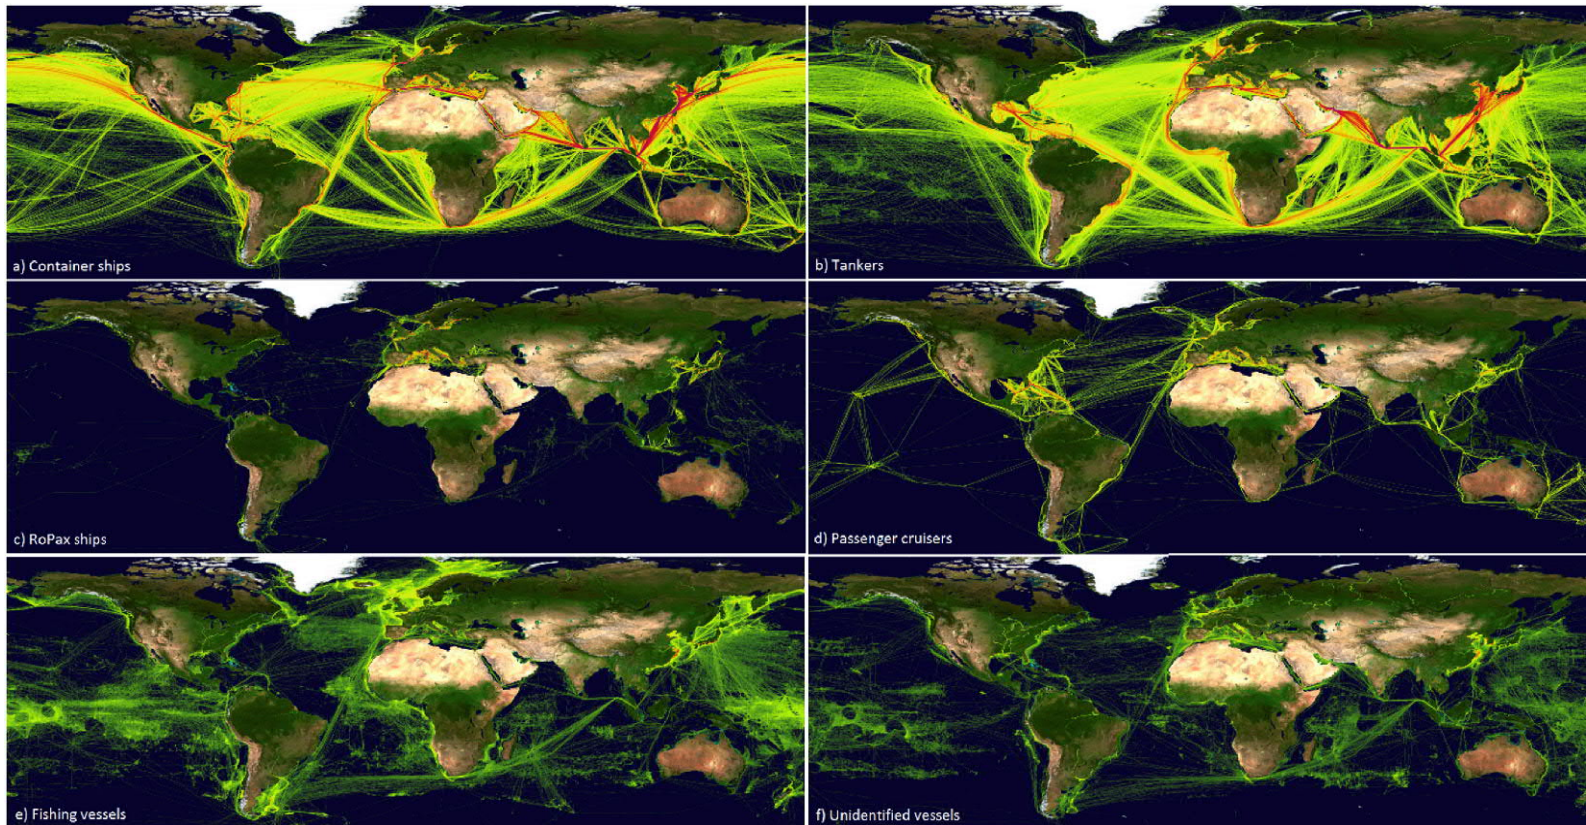 a) Container ships
b) Tankers
c) RoPax ships
d) Passenger cruisers
e) Fishing vessels
f) Unidentified vessels